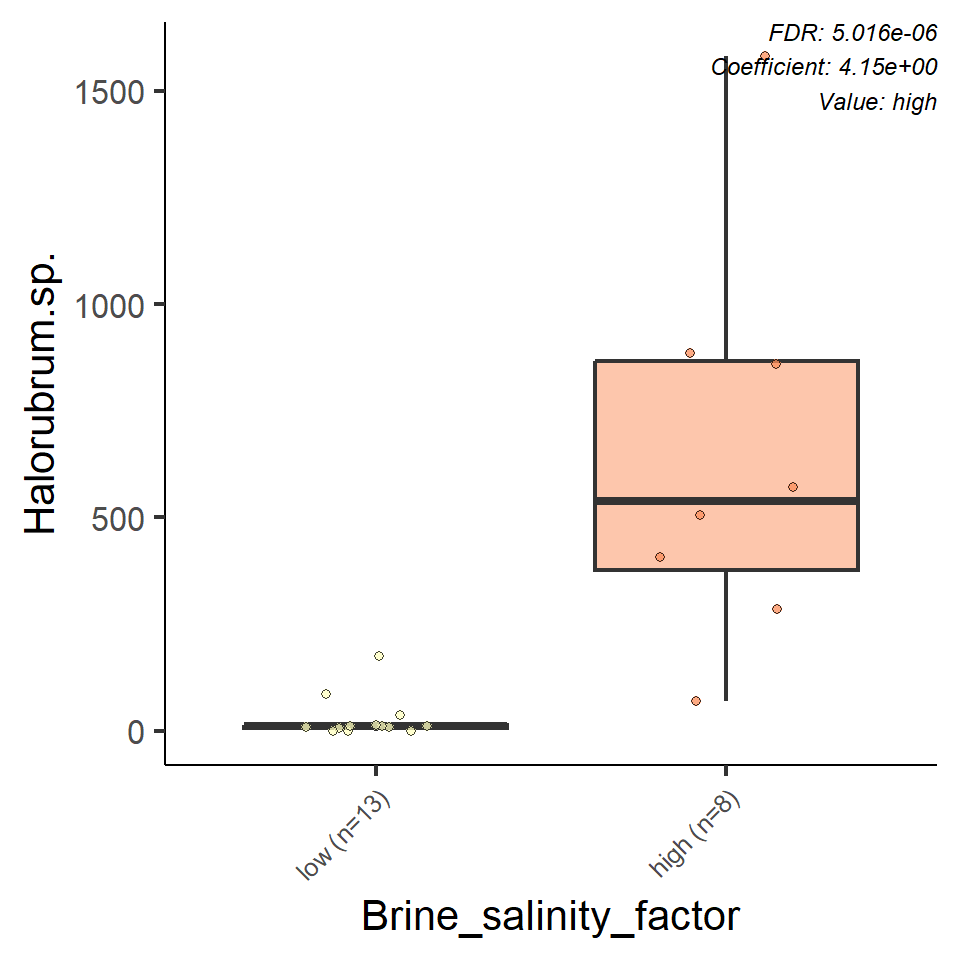 FDR: 5.016e-06
Coefficient: 4.15e+00
Value: high
1500
1000
500
0
Halorubrum.sp.
low (n=13)
high (n=8)
Brine_salinity_factor